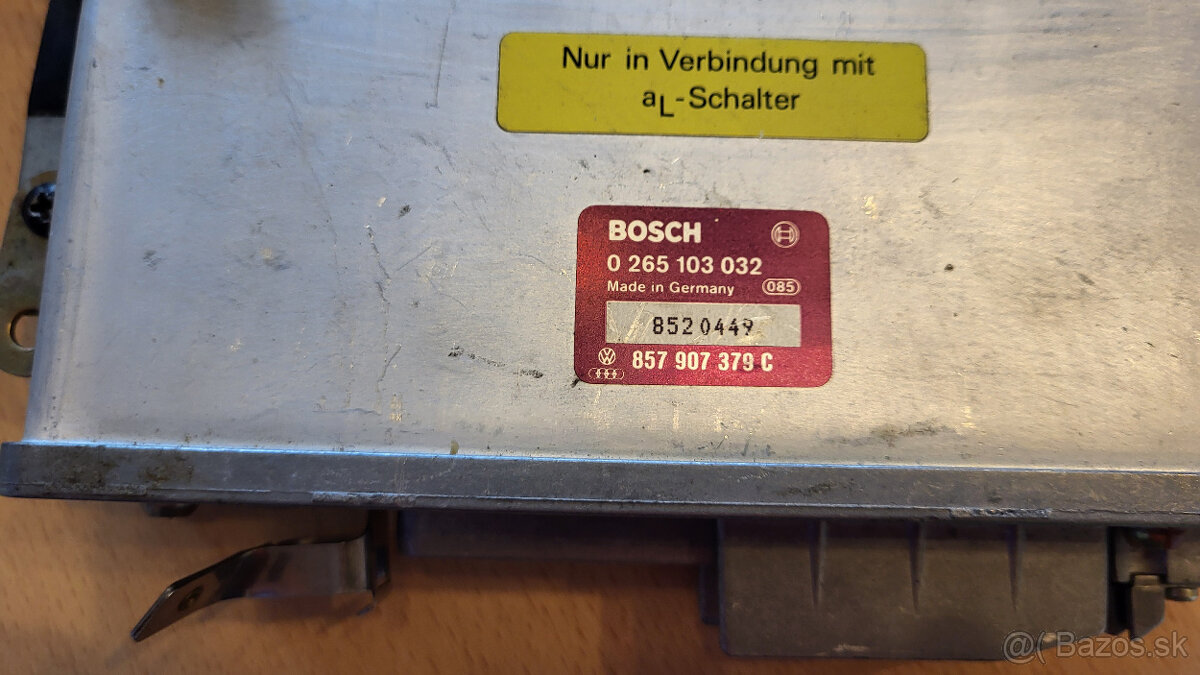 Nur in Verbindung mit
aL-Schalter
BOSCH
0 265 103 032
Made in Germany 085
8520449
857 907 379 C
@( Bazos.sk